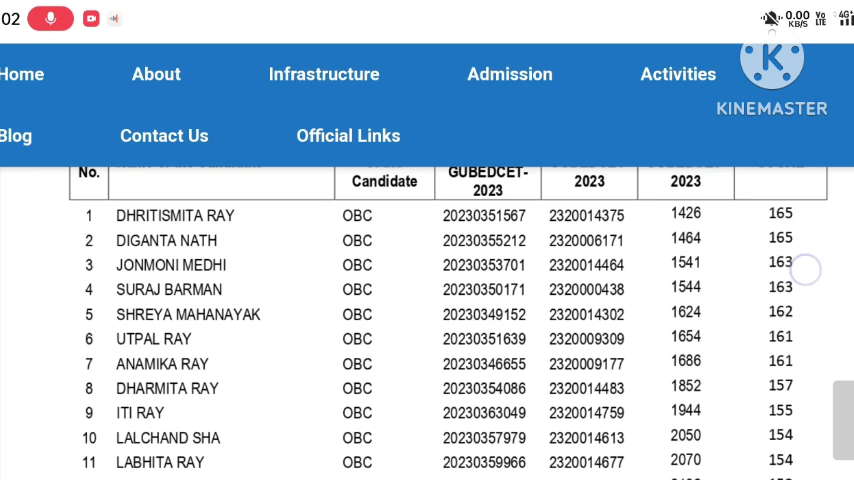 02
0.00
KB/S
Vo
LTE
4G+
Home About Infrastructure Admission Activities
KINEMASTER
Blog Contact Us Official Links
No. Candidate GUBEDCET-2023 2023 2023
1 DHRITISMITA RAY OBC 20230351567 2320014375 1426 165
2 DIGANTA NATH OBC 20230355212 2320006171 1464 165
3 JONMONI MEDHI OBC 20230353701 2320014464 1541 163
4 SURAJ BARMAN OBC 20230350171 2320000438 1544 163
5 SHREYA MAHANAYAK OBC 20230349152 2320014302 1624 162
6 UTPAL RAY OBC 20230351639 2320009309 1654 161
7 ANAMIKA RAY OBC 20230346655 2320009177 1686 161
8 DHARMITA RAY OBC 20230354086 2320014483 1852 157
9 ITI RAY OBC 20230363049 2320014759 1944 155
10 LALCHAND SHA OBC 20230357979 2320014613 2050 154
11 LABHITA RAY OBC 20230359966 2320014677 2070 154